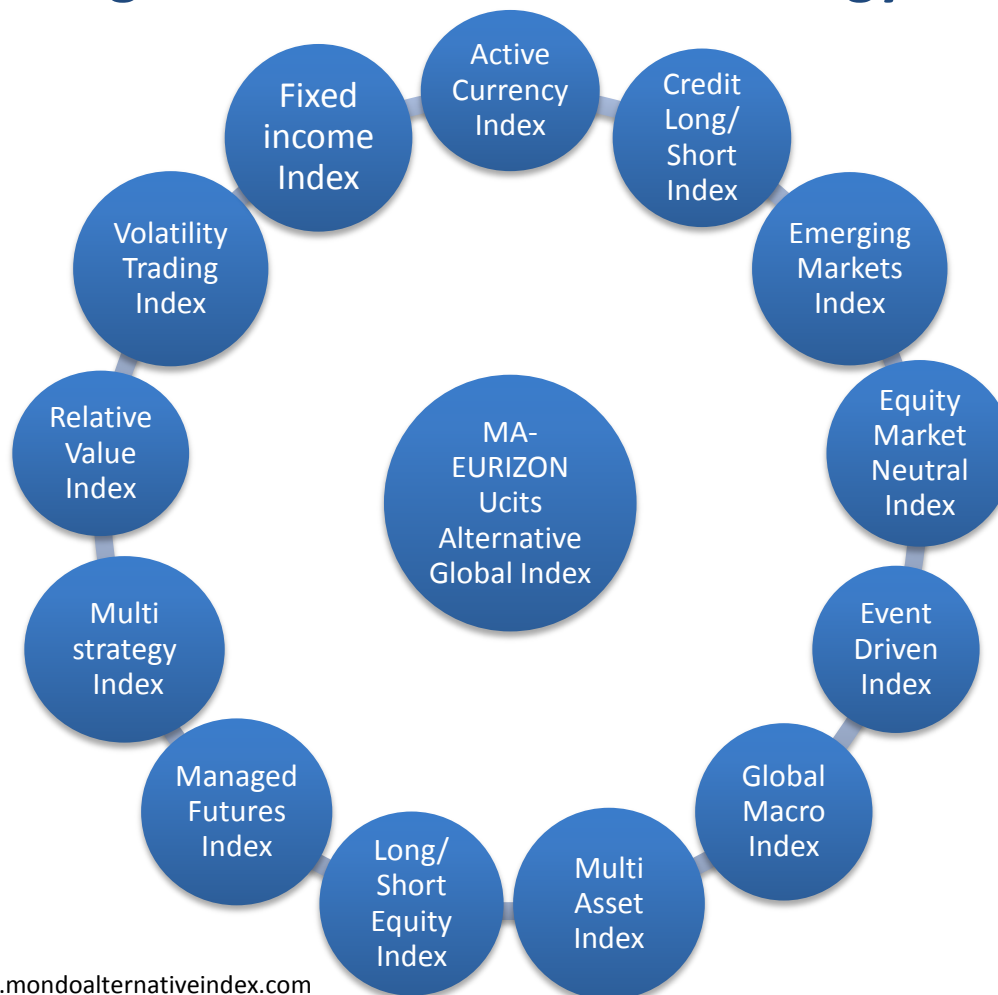 Active
Currency
Index
Credit
Long/
Short
Index
Emerging
Markets
Index
Equity
Market
Neutral
Index
Event
Driven
Index
Global
Macro
Index
Multi
Asset
Index
Long/
Short
Equity
Index
Managed
Futures
Index
Multi
strategy
Index
Relative
Value
Index
Volatility
Trading
Index
Fixed
income
Index
MA-
EURIZON
Ucits
Alternative
Global Index
.mondoalternativeindex.com